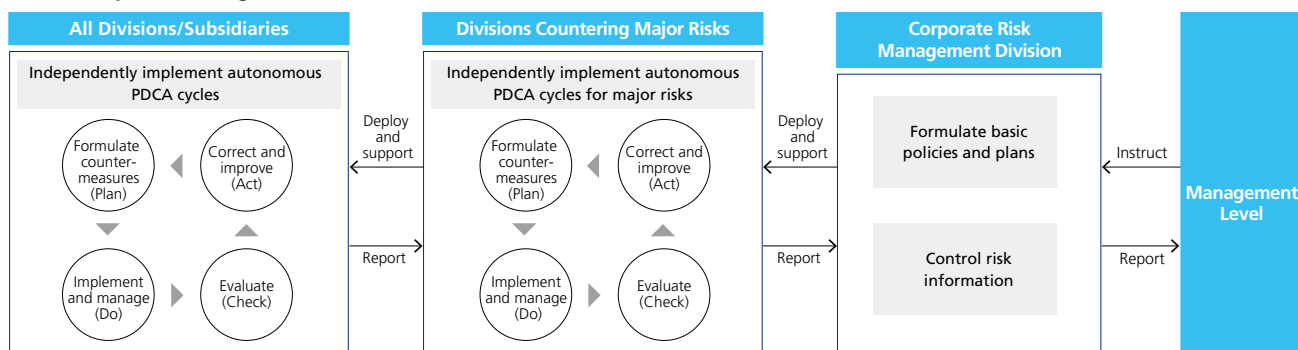 All Divisions/Subsidiaries
Independently implement autonomous
PDCA cycles
Formulate
counter-
measures
(Plan)
Correct and
improve
(Act)
Implement
and manage
(Do)
Evaluate
(Check)
Deploy
and
support
Report
Divisions Countering Major Risks
Independently implement autonomous
PDCA cycles for major risks
Formulate
counter-
measures
(Plan)
Correct and
improve
(Act)
Implement
and manage
(Do)
Evaluate
(Check)
Deploy
and
support
Report
Corporate Risk
Management Division
Formulate basic
policies and plans
Control risk
information
Instruct
Report
Management
Level